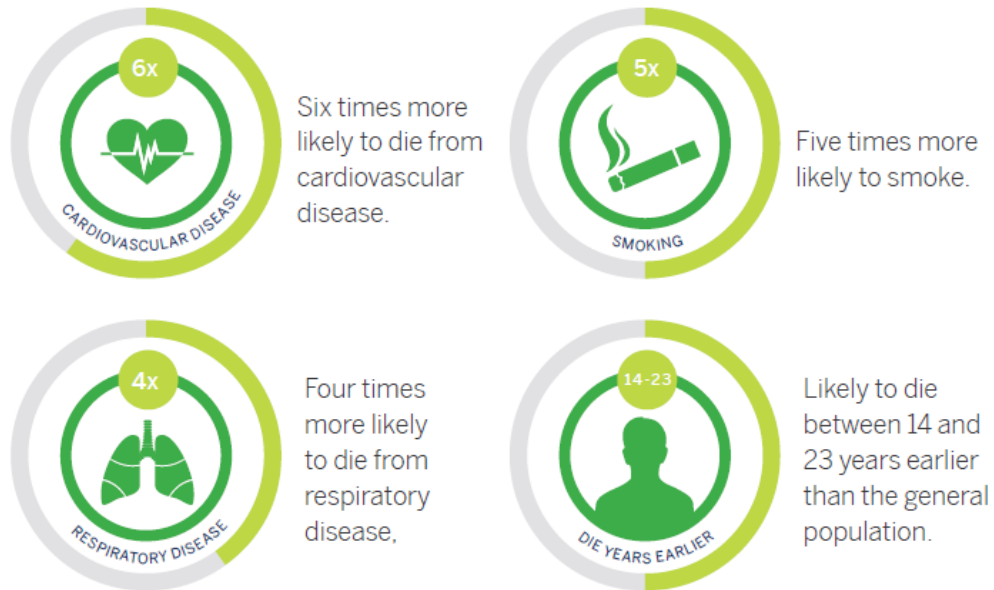 6x
CARDIOVASCULAR DISEASE
Six times more
likely to die from
cardiovascular
disease.
5x
SMOKING
Five times more
likely to smoke.
4x
RESPIRATORY DISEASE
Four times
more likely
to die from
respiratory
disease,
14-23
DIE YEARS EARLIER
Likely to die
between 14 and
23 years earlier
than the general
population.